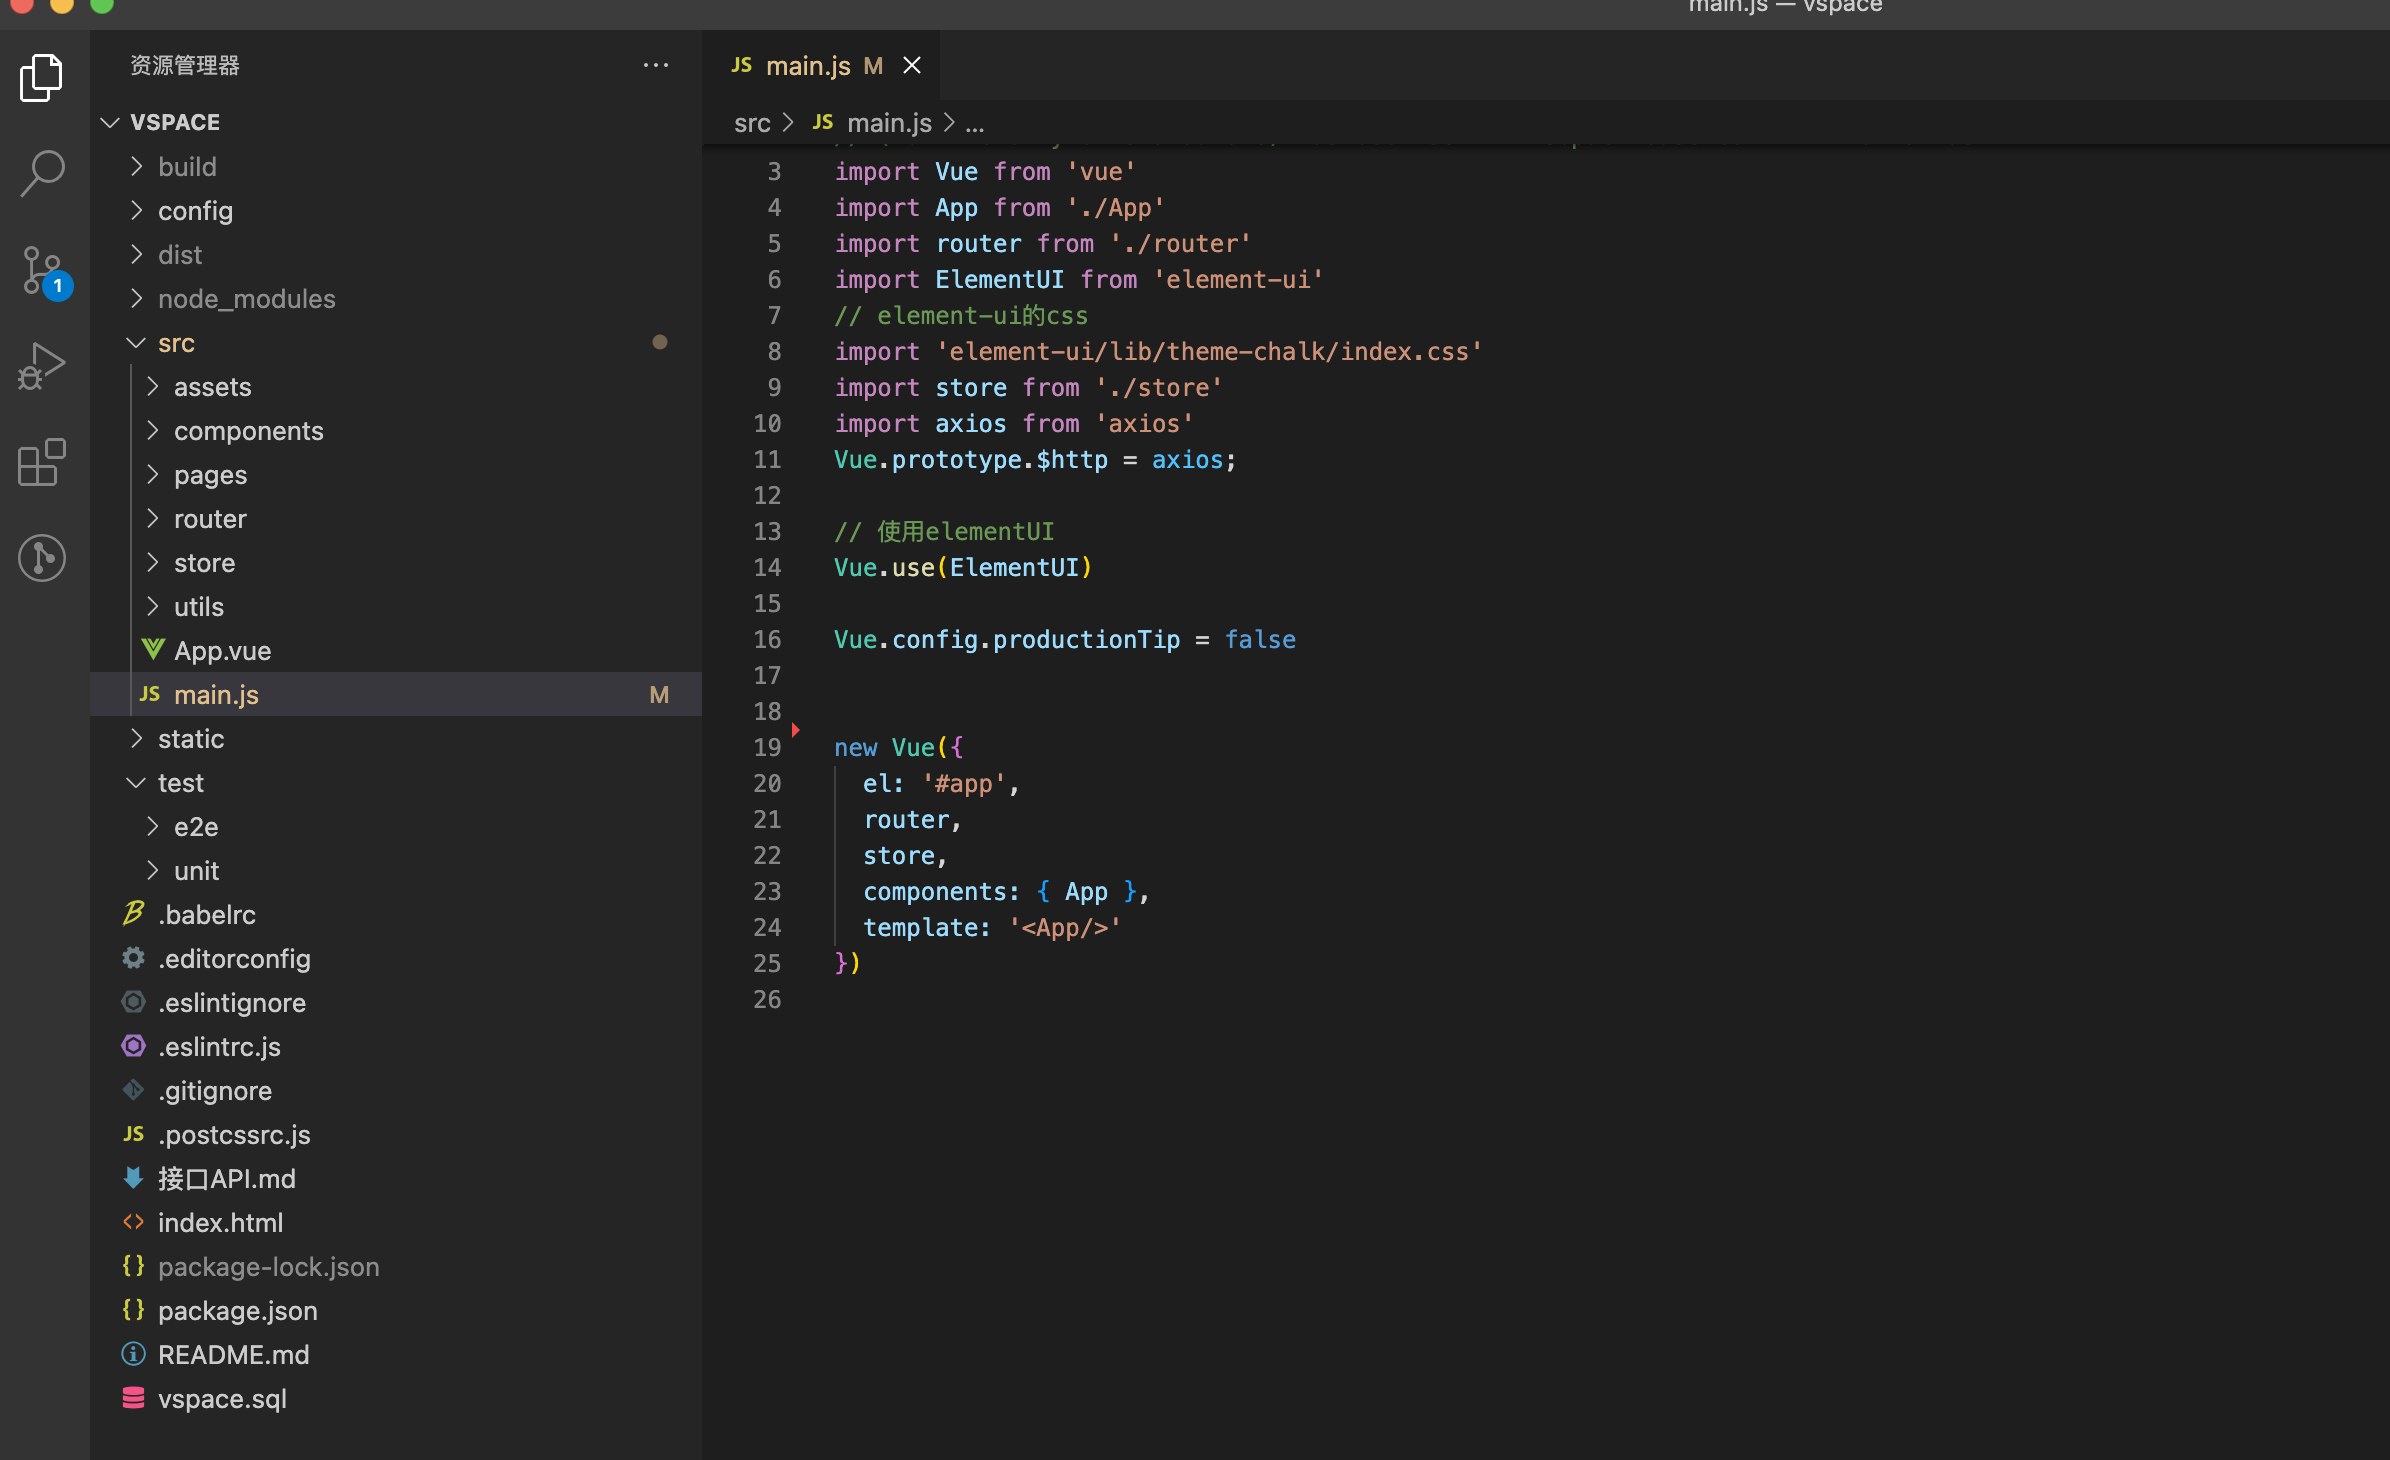 main.js — vspace
资源管理器
VSPACE
build
config
dist
node_modules
src
assets
components
pages
router
store
utils
App.vue
JS main.js M
static
test
e2e
unit
.babelrc
.editorconfig
.eslintignore
.eslintrc.js
.gitignore
JS .postcssrc.js
接口API.md
index.html
{} package-lock.json
{} package.json
README.md
vspace.sql
1
JS main.js M
src > JS main.js > ...
3 import Vue from 'vue'
4 import App from './App'
5 import router from './router'
6 import ElementUI from 'element-ui'
7 // element-ui的css
8 import 'element-ui/lib/theme-chalk/index.css'
9 import store from './store'
10 import axios from 'axios'
11 Vue.prototype.$http = axios;
12
13 // 使用elementUI
14 Vue.use(ElementUI)
15
16 Vue.config.productionTip = false
17
18
19 new Vue({
20 el: '#app',
21 router,
22 store,
23 components: { App },
24 template: '<App/>'
25 })
26